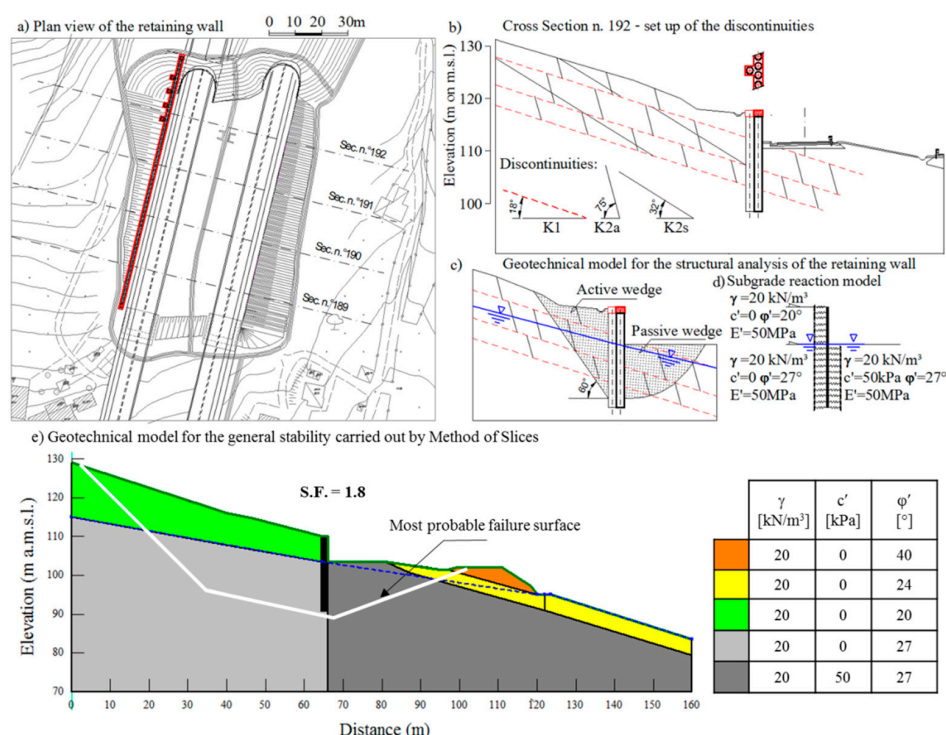 a) Plan view of the retaining wall
0 10 20 30m
Sec.n.°192
Sec.n.°191
Sec.n.°190
Sec.n.°189
b) Cross Section n. 192 - set up of the discontinuities
Elevation (m on m.s.l.)
130
120
110
100
Discontinuities:
18° 75° 32°
K1 K2a K2s
c) Geotechnical model for the structural analysis of the retaining wall
Active wedge
Passive wedge
60°
d) Subgrade reaction model
γ =20 kN/m³
c'=0 φ'=20°
E'=50MPa
γ =20 kN/m³
c'=0 φ'=27°
E'=50MPa
γ =20 kN/m³
c'=50kPa φ'=27°
E'=50MPa
e) Geotechnical model for the general stability carried out by Method of Slices
Elevation (m a.m.s.l.)
130
120
110
100
90
80
70
S.F. = 1.8
Most probable failure surface
0 10 20 30 40 50 60 70 80 90 100 110 120 130 140 150 160
Distance (m)
γ c′ φ′
[kN/m³] [kPa] [°]
20 0 40
20 0 24
20 0 20
20 0 27
20 50 27